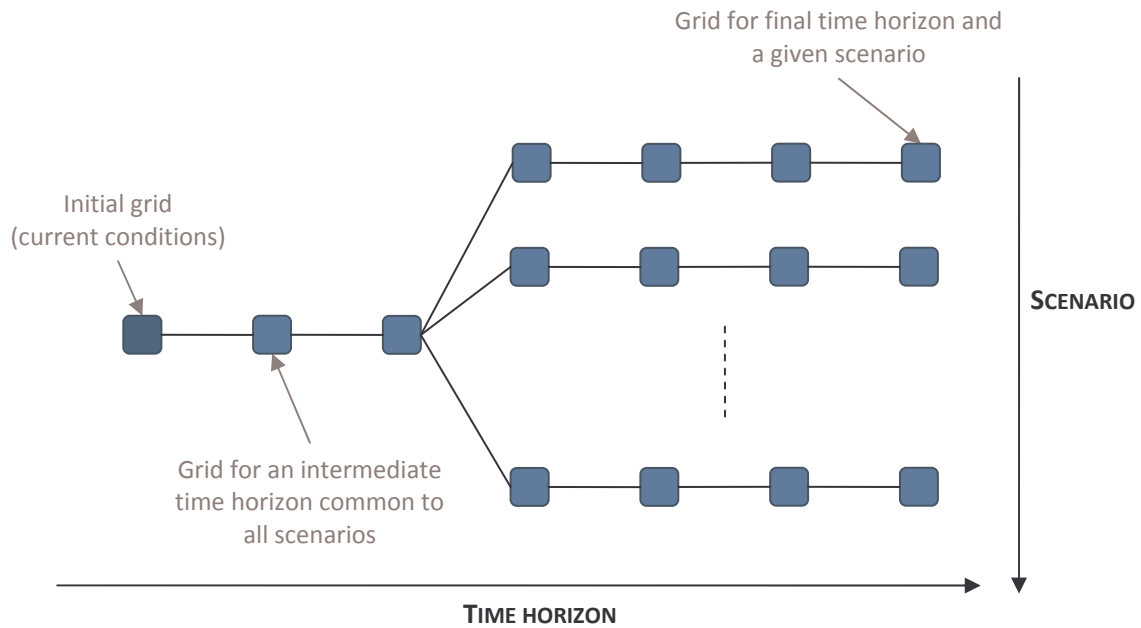 Grid for final time horizon and
a given scenario
Initial grid
(current conditions)
SCENARIO
Grid for an intermediate
time horizon common to
all scenarios
TIME HORIZON